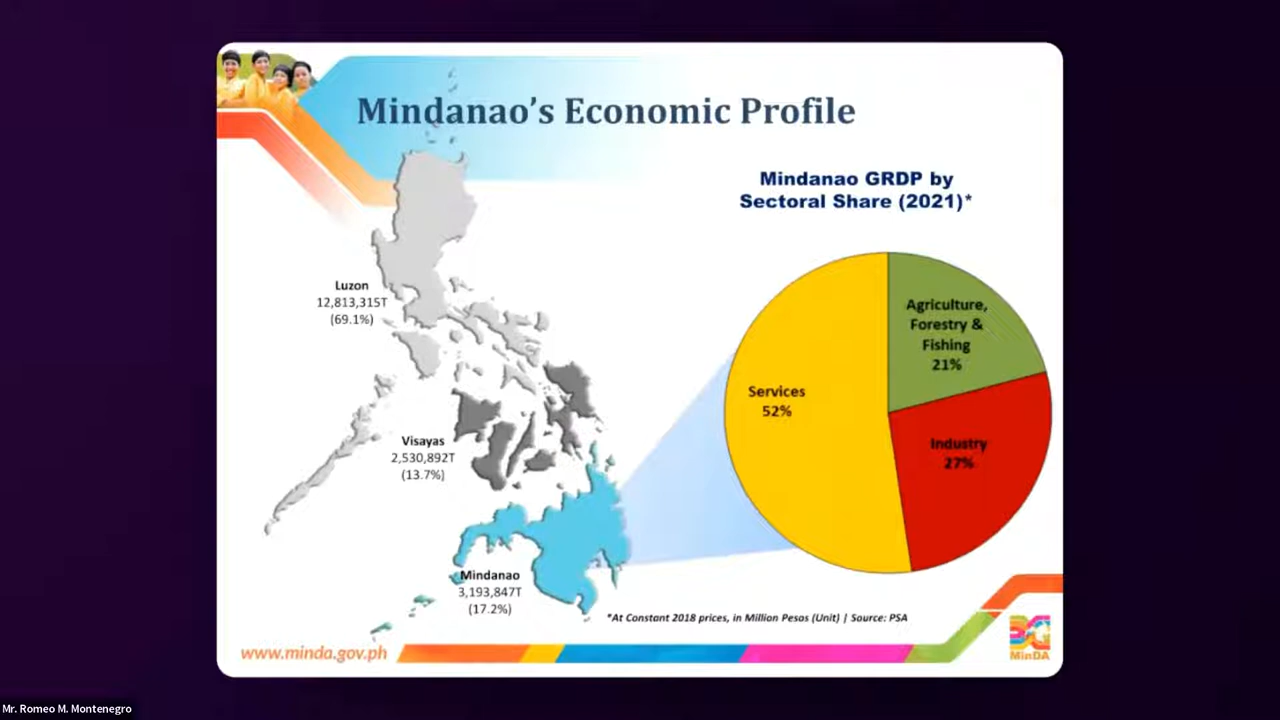 Mindanao's Economic Profile
Mindanao GRDP by
Sectoral Share (2021)*
Luzon
12,813,315T
(69.1%)
Visayas
2,530,892T
(13.7%)
Mindanao
3,193,847T
(17.2%)
Agriculture,
Forestry &
Fishing
21%
Services
52%
Industry
27%
*At Constant 2018 prices, in Million Pesos (Unit) | Source: PSA
www.minda.gov.ph
MinDA
Mr. Romeo M. Montenegro